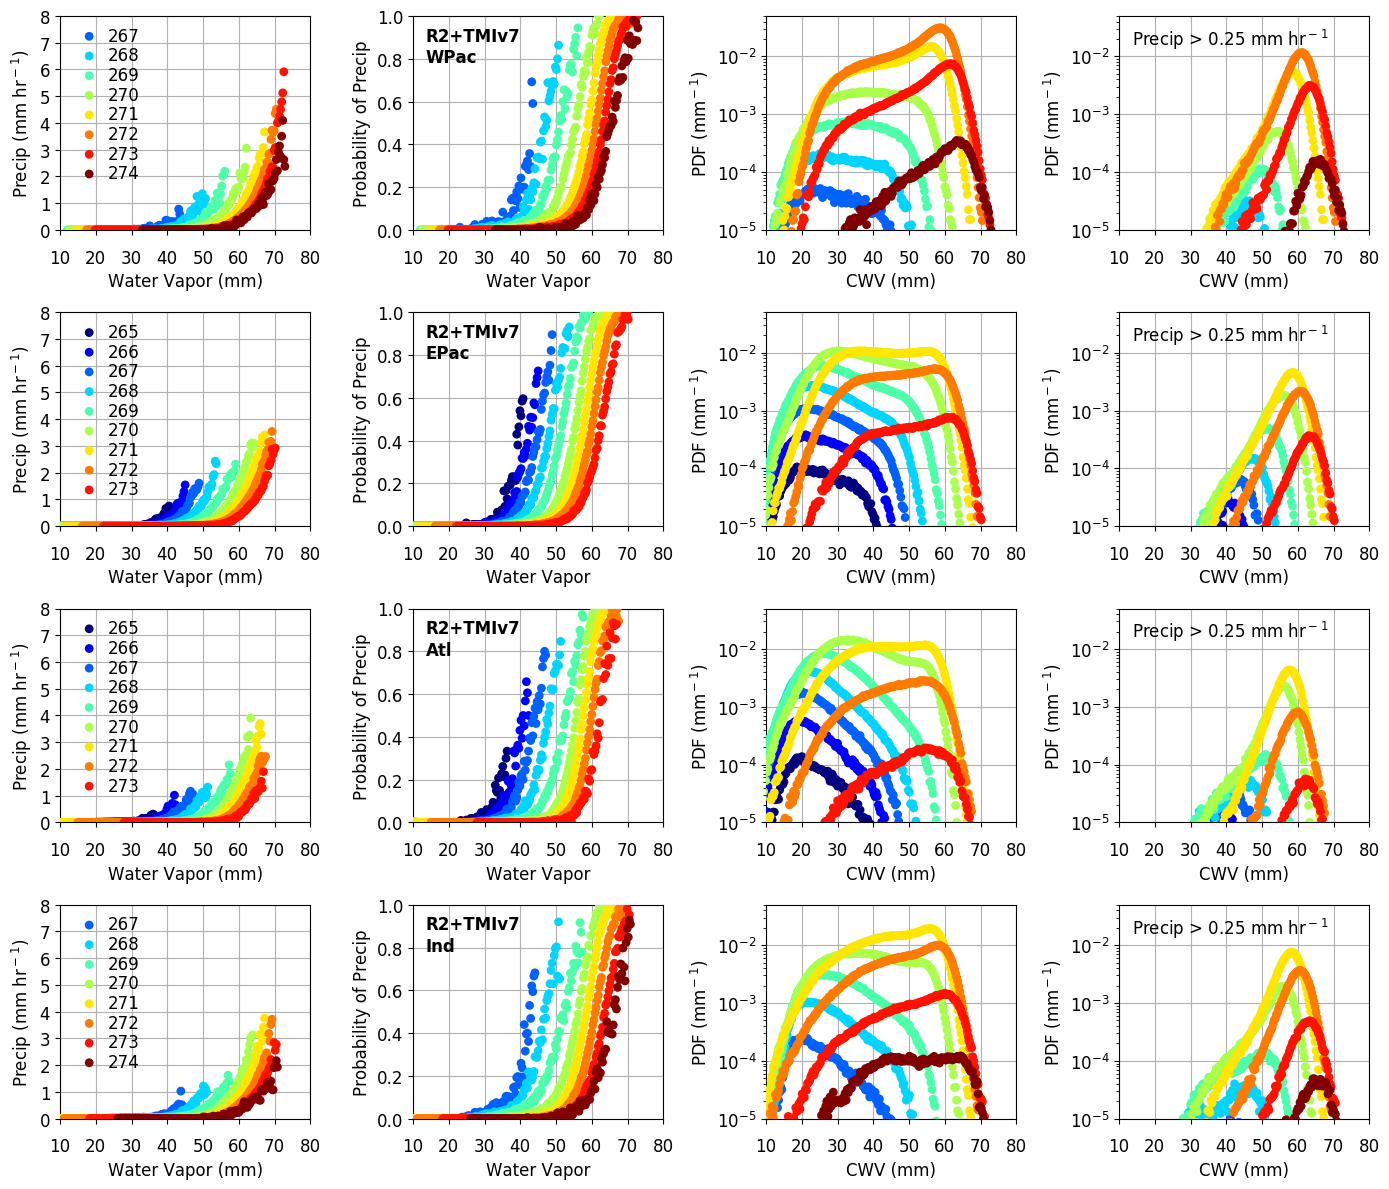 8
7
6
5
4
3
2
1
0
Precip (mm hr⁻¹)
267
268
269
270
271
272
273
274
10 20 30 40 50 60 70 80
Water Vapor (mm)
1.0
0.8
0.6
0.4
0.2
0.0
Probability of Precip
R2+TMIv7
WPac
10 20 30 40 50 60 70 80
Water Vapor
10⁻²
10⁻³
10⁻⁴
10⁻⁵
PDF (mm⁻¹)
10 20 30 40 50 60 70 80
CWV (mm)
10⁻²
10⁻³
10⁻⁴
10⁻⁵
PDF (mm⁻¹)
Precip > 0.25 mm hr⁻¹
10 20 30 40 50 60 70 80
CWV (mm)
8
7
6
5
4
3
2
1
0
Precip (mm hr⁻¹)
265
266
267
268
269
270
271
272
273
10 20 30 40 50 60 70 80
Water Vapor (mm)
1.0
0.8
0.6
0.4
0.2
0.0
Probability of Precip
R2+TMIv7
EPac
10 20 30 40 50 60 70 80
Water Vapor
10⁻²
10⁻³
10⁻⁴
10⁻⁵
PDF (mm⁻¹)
10 20 30 40 50 60 70 80
CWV (mm)
10⁻²
10⁻³
10⁻⁴
10⁻⁵
PDF (mm⁻¹)
Precip > 0.25 mm hr⁻¹
10 20 30 40 50 60 70 80
CWV (mm)
8
7
6
5
4
3
2
1
0
Precip (mm hr⁻¹)
265
266
267
268
269
270
271
272
273
10 20 30 40 50 60 70 80
Water Vapor (mm)
1.0
0.8
0.6
0.4
0.2
0.0
Probability of Precip
R2+TMIv7
Atl
10 20 30 40 50 60 70 80
Water Vapor
10⁻²
10⁻³
10⁻⁴
10⁻⁵
PDF (mm⁻¹)
10 20 30 40 50 60 70 80
CWV (mm)
10⁻²
10⁻³
10⁻⁴
10⁻⁵
PDF (mm⁻¹)
Precip > 0.25 mm hr⁻¹
10 20 30 40 50 60 70 80
CWV (mm)
8
7
6
5
4
3
2
1
0
Precip (mm hr⁻¹)
267
268
269
270
271
272
273
274
10 20 30 40 50 60 70 80
Water Vapor (mm)
1.0
0.8
0.6
0.4
0.2
0.0
Probability of Precip
R2+TMIv7
Ind
10 20 30 40 50 60 70 80
Water Vapor
10⁻²
10⁻³
10⁻⁴
10⁻⁵
PDF (mm⁻¹)
10 20 30 40 50 60 70 80
CWV (mm)
10⁻²
10⁻³
10⁻⁴
10⁻⁵
PDF (mm⁻¹)
Precip > 0.25 mm hr⁻¹
10 20 30 40 50 60 70 80
CWV (mm)